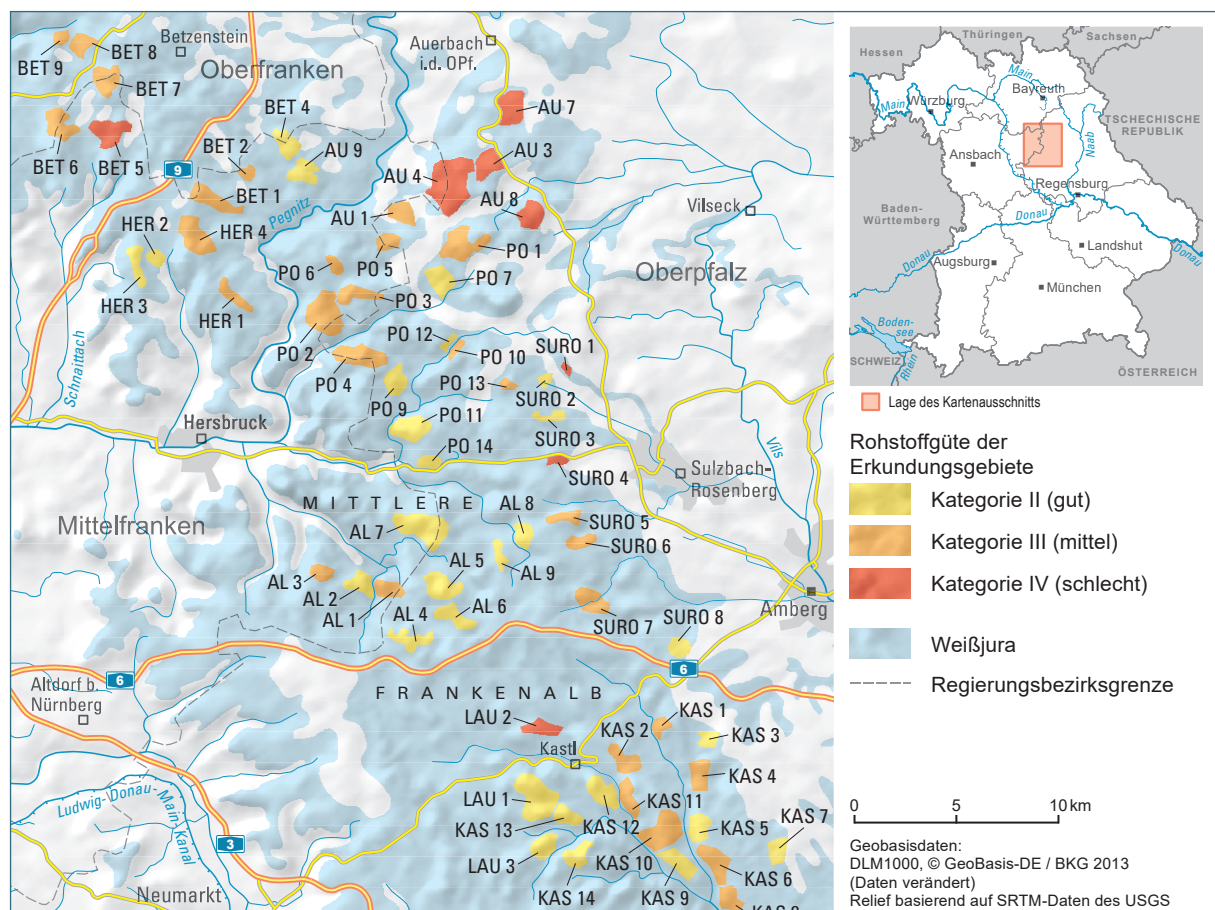 Betzenstein
BET 8
BET 9
Oberfranken
Auerbach
i.d. OPf.
BET 7
BET 4
AU 7
BET 6
BET 5
BET 2
AU 9
AU 3
9
AU 4
BET 1
Pegnitz
AU 8
AU 1
Vilseck
HER 2
HER 4
PO 1
PO 5
HER 3
PO 6
PO 7
Oberpfalz
HER 1
PO 3
PO 2
PO 12
PO 10
SURO 1
Schnaittach
PO 4
PO 13
SURO 2
PO 9
PO 11
SURO 3
Hersbruck
PO 14
SURO 4
Sulzbach-
Rosenberg
Vils
MITTLERE
AL 8
Mittelfranken
AL 7
SURO 5
SURO 6
AL 5
AL 9
AL 3
AL 2
AL 6
AL 4
AL 1
SURO 7
SURO 8
Amberg
6
6
Altdorf b.
Nürnberg
FRANKENALB
LAU 2
KAS 1
KAS 2
KAS 3
Kastl
KAS 4
LAU 1
KAS 11
KAS 13
KAS 12
KAS 5
KAS 7
Ludwig-Donau-Main-Kanal
3
LAU 3
KAS 10
KAS 6
KAS 14
KAS 9
Neumarkt
Hessen
Thüringen
Sachsen
Main
Bayreuth
Main
Würzburg
TSCHECHISCHE
REPUBLIK
Naab
Ansbach
Regensburg
Baden-
Württemberg
Donau
Landshut
Donau
Donau
Augsburg
München
Boden-
see
SCHWEIZ
Rhein
ÖSTERREICH
Lage des Kartenausschnitts
Rohstoffgüte der
Erkundungsgebiete
Kategorie II (gut)
Kategorie III (mittel)
Kategorie IV (schlecht)
Weißjura
Regierungsbezirksgrenze
0 5 10 km
Geobasisdaten:
DLM1000, © GeoBasis-DE / BKG 2013
(Daten verändert)
Relief basierend auf SRTM-Daten des USGS